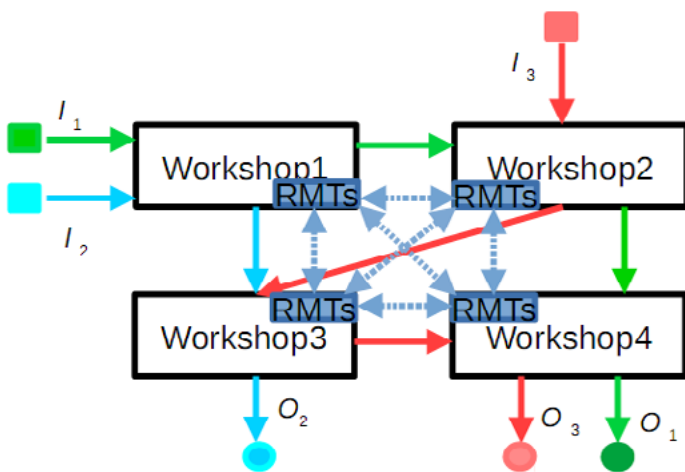 I₃
I₁
Workshop1
Workshop2
RMTs
RMTs
I₂
RMTs
RMTs
Workshop3
Workshop4
O₂
O₃
O₁